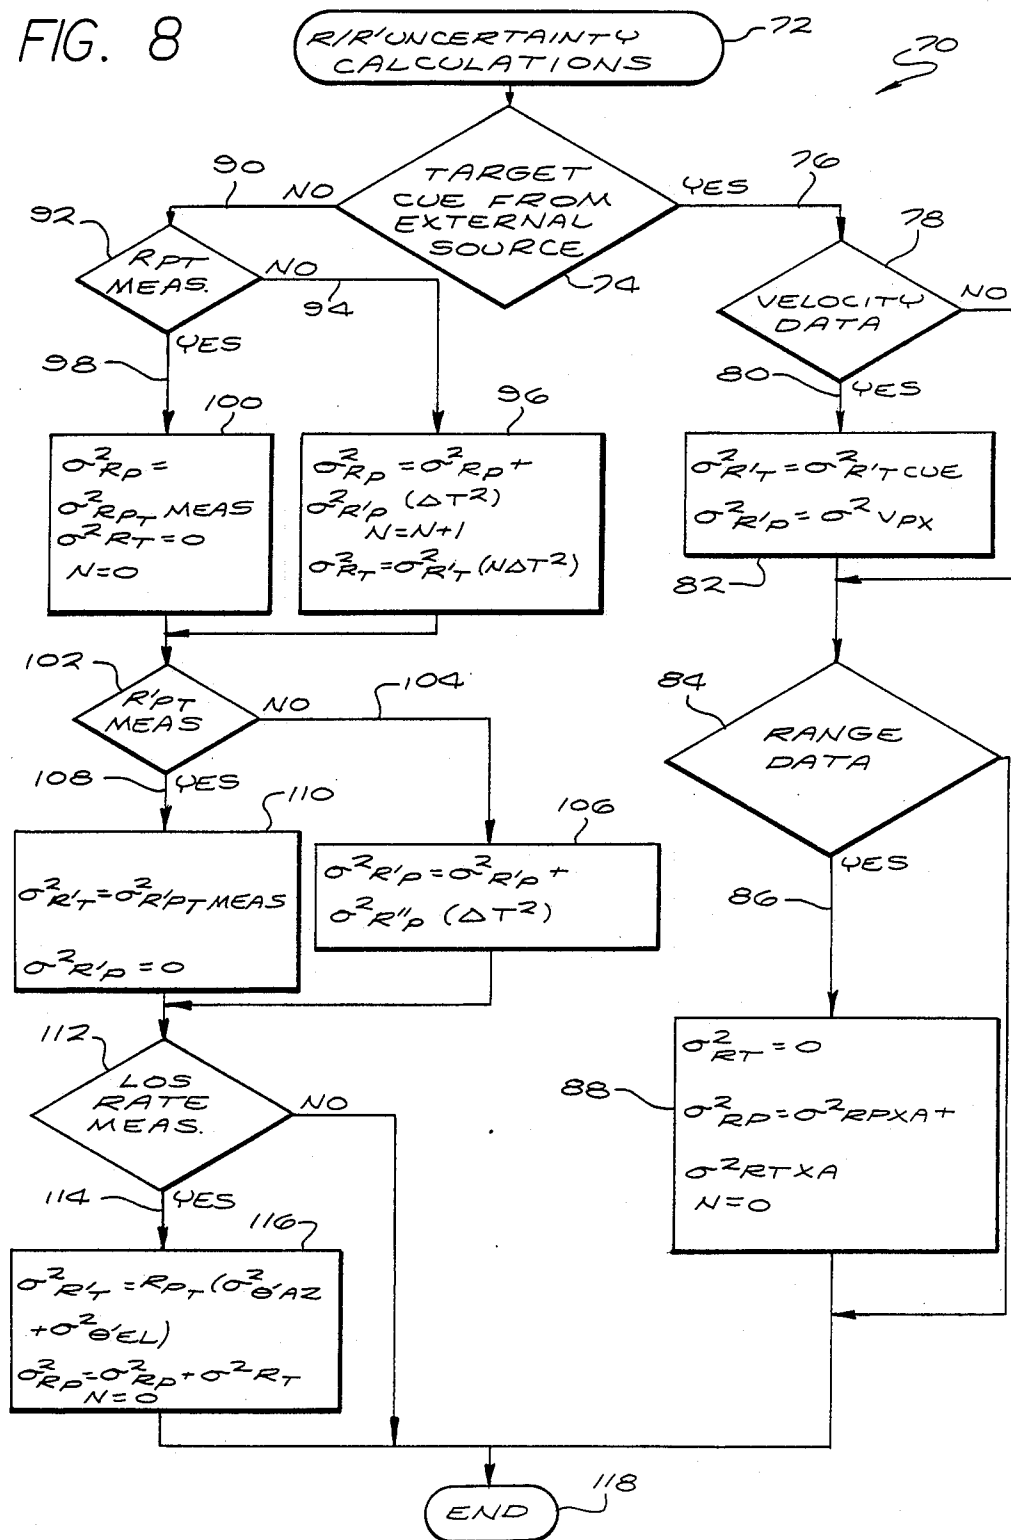 FIG. 8
R/R' UNCERTAINTY
CALCULATIONS
72
70
TARGET
CUE FROM
EXTERNAL
SOURCE
74
90
NO
YES
76
92
RPT
MEAS.
NO
94
YES
98
78
VELOCITY
DATA
NO
80
YES
100
σ²RP =
σ²RPT MEAS
σ²RT = 0
N=0
96
σ²RP = σ²RP +
σ²R'P (ΔT²)
N=N+1
σ²RT = σ²R'T (NΔT²)
σ²R'T = σ²R'T CUE
σ²R'P = σ² VPX
82
102
R'PT
MEAS
NO
104
108
YES
84
RANGE
DATA
YES
86
110
σ²R'T = σ²R'PT MEAS
σ²R'P = 0
106
σ²R'P = σ²R'P +
σ²R''P (ΔT²)
112
LOS
RATE
MEAS.
NO
114
YES
88
σ²RT = 0
σ²RP = σ²RPXA +
σ²RTXA
N=0
116
σ²R'T = RPT (σ²θ'AZ
+ σ²θ'EL)
σ²RP = σ²RP + σ²RT
N=0
END
118